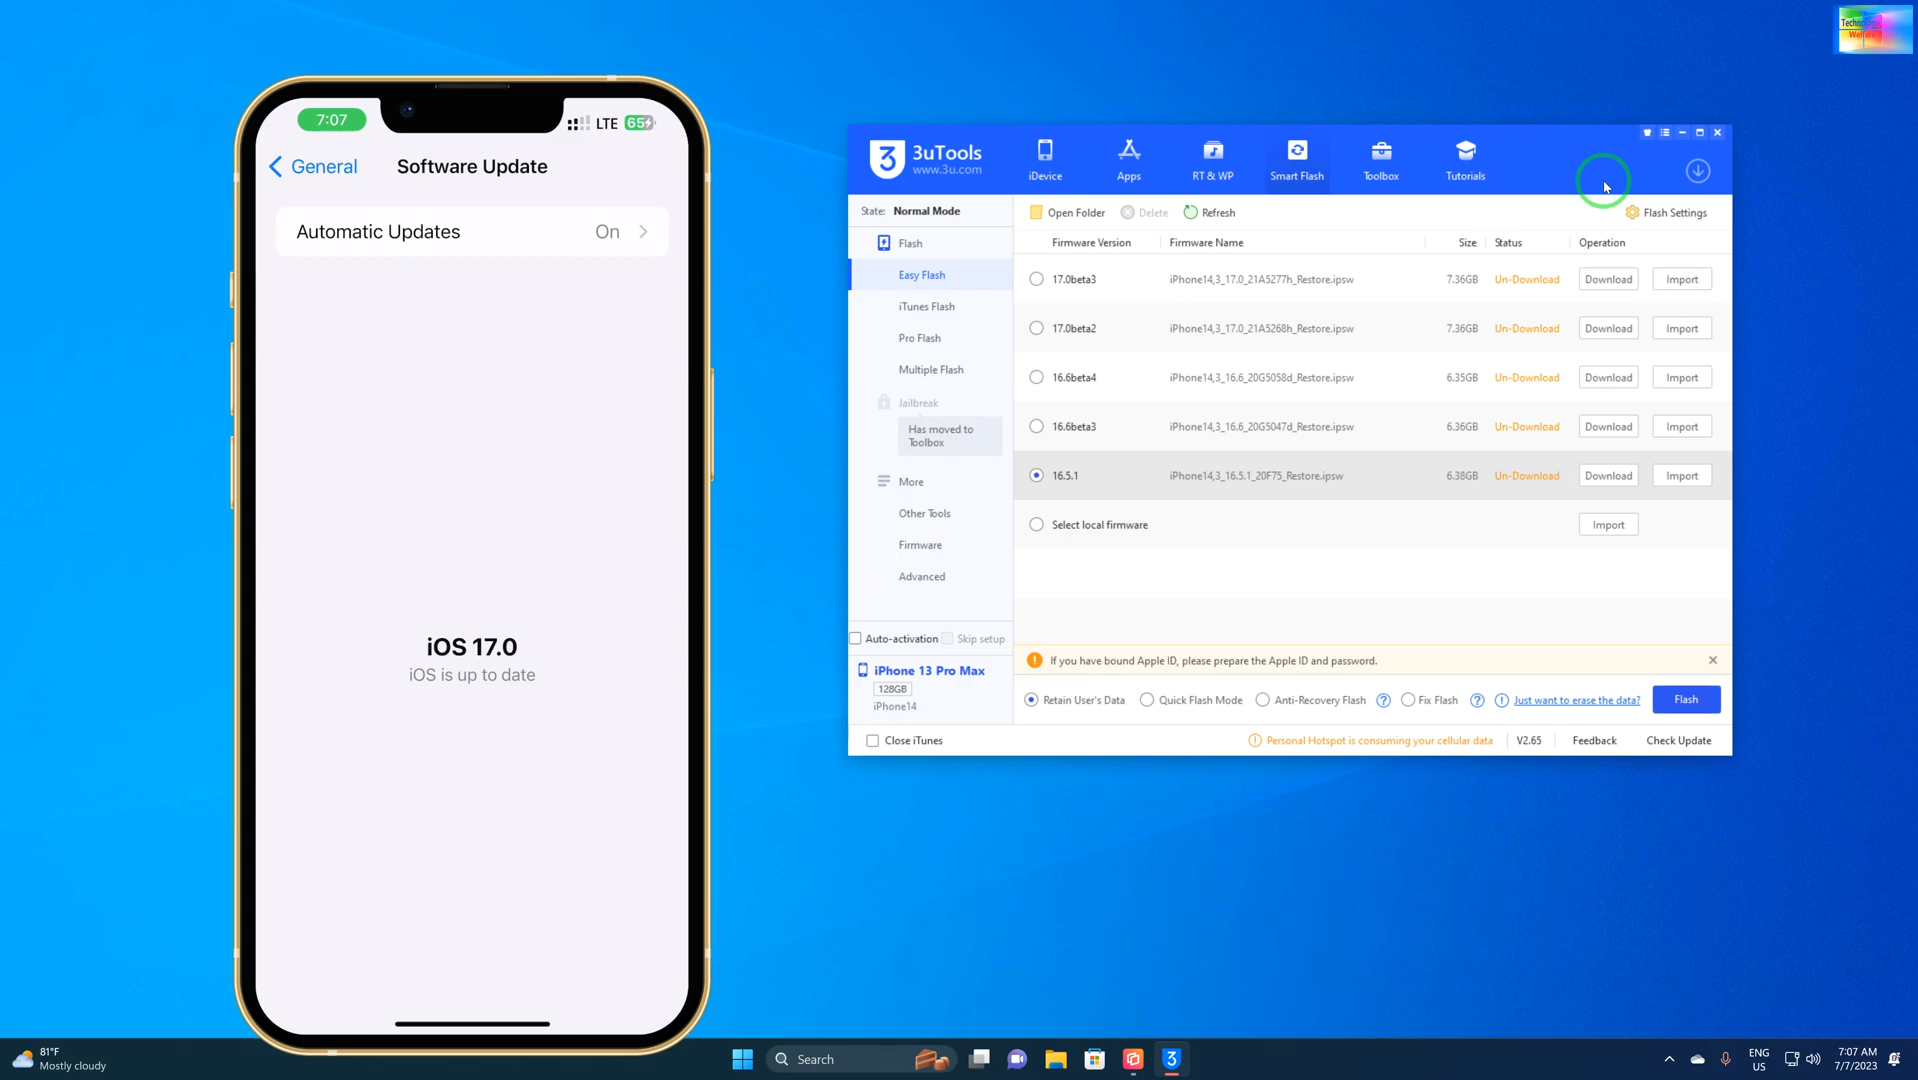 Technology
Welfare
7:07
LTE 65
General
Software Update
Automatic Updates On
iOS 17.0
iOS is up to date
3 3uTools
www.3u.com
iDevice Apps RT & WP Smart Flash Toolbox Tutorials
State: Normal Mode
Open Folder Delete Refresh Flash Settings
Flash
Easy Flash
iTunes Flash
Pro Flash
Multiple Flash
Jailbreak
Has moved to
Toolbox
More
Other Tools
Firmware
Advanced
Firmware Version Firmware Name Size Status Operation
17.0beta3 iPhone14,3_17.0_21A5277h_Restore.ipsw 7.36GB Un-Download Download Import
17.0beta2 iPhone14,3_17.0_21A5268h_Restore.ipsw 7.36GB Un-Download Download Import
16.6beta4 iPhone14,3_16.6_20G5058d_Restore.ipsw 6.35GB Un-Download Download Import
16.6beta3 iPhone14,3_16.6_20G5047d_Restore.ipsw 6.36GB Un-Download Download Import
16.5.1 iPhone14,3_16.5.1_20F75_Restore.ipsw 6.38GB Un-Download Download Import
Select local firmware Import
Auto-activation Skip setup
iPhone 13 Pro Max
128GB
iPhone14
If you have bound Apple ID, please prepare the Apple ID and password.
Retain User's Data Quick Flash Mode Anti-Recovery Flash ? Fix Flash ? ! Just want to erase the data? Flash
Close iTunes
Personal Hotspot is consuming your cellular data V2.65 Feedback Check Update
81°F
Mostly cloudy
Search
3
ENG
US
7:07 AM
7/7/2023